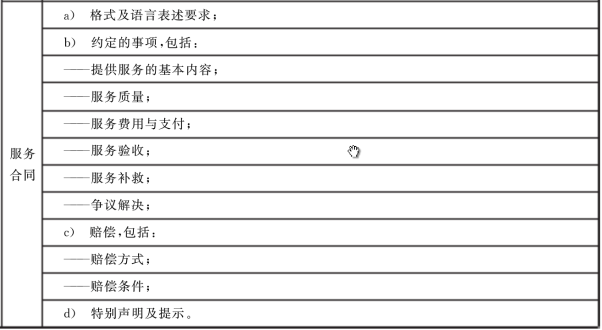 服务
合同
a) 格式及语言表述要求；
b) 约定的事项,包括：
——提供服务的基本内容；
——服务质量；
——服务费用与支付；
——服务验收；
——服务补救；
——争议解决；
c) 赔偿,包括：
——赔偿方式；
——赔偿条件；
d) 特别声明及提示。